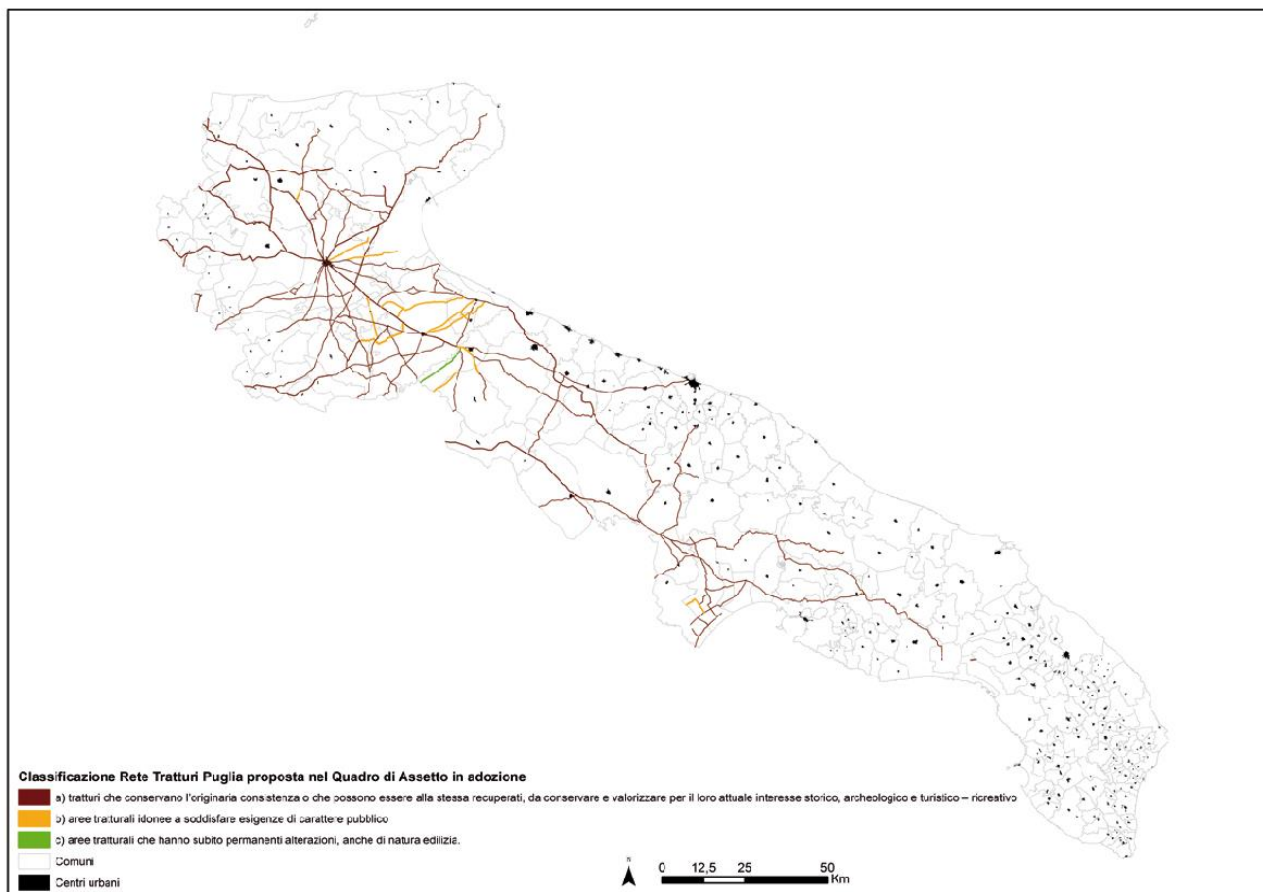 Classificazione Rete Tratturi Puglia proposta nel Quadro di Assetto in adozione
a) tratturi che conservano l'originaria consistenza o che possono essere alla stessa recuperati, da conservare e valorizzare per il loro attuale interesse storico, archeologico e turistico – ricreativo
b) aree tratturali idonee a soddisfare esigenze di carattere pubblico
c) aree tratturali che hanno subito permanenti alterazioni, anche di natura edilizia.
Comuni
Centri urbani
N
0 12,5 25 50
Km